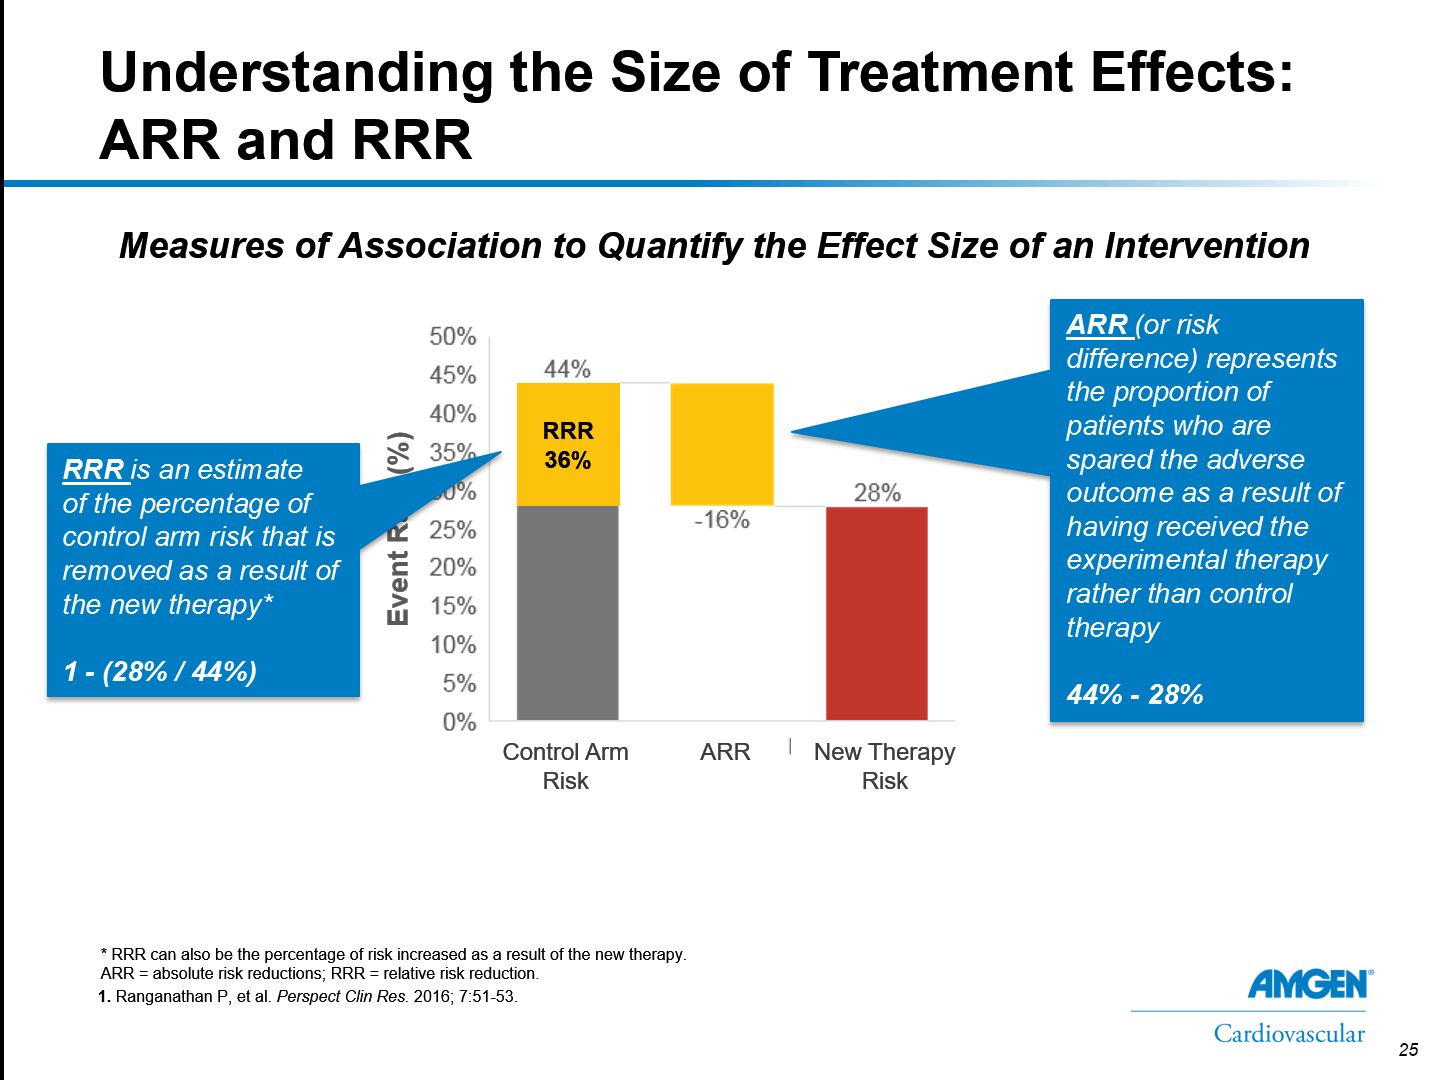 Understanding the Size of Treatment Effects:
ARR and RRR
Measures of Association to Quantify the Effect Size of an Intervention
RRR is an estimate
of the percentage of
control arm risk that is
removed as a result of
the new therapy*
1 - (28% / 44%)
Event (%)
50%
45%
40%
35%
25%
20%
15%
10%
5%
0%
44%
RRR
36%
-16%
28%
Control Arm
Risk
ARR
New Therapy
Risk
ARR (or risk
difference) represents
the proportion of
patients who are
spared the adverse
outcome as a result of
having received the
experimental therapy
rather than control
therapy
44% - 28%
* RRR can also be the percentage of risk increased as a result of the new therapy.
ARR = absolute risk reductions; RRR = relative risk reduction.
1. Ranganathan P, et al. Perspect Clin Res. 2016; 7:51-53.
AMGEN®
Cardiovascular
25